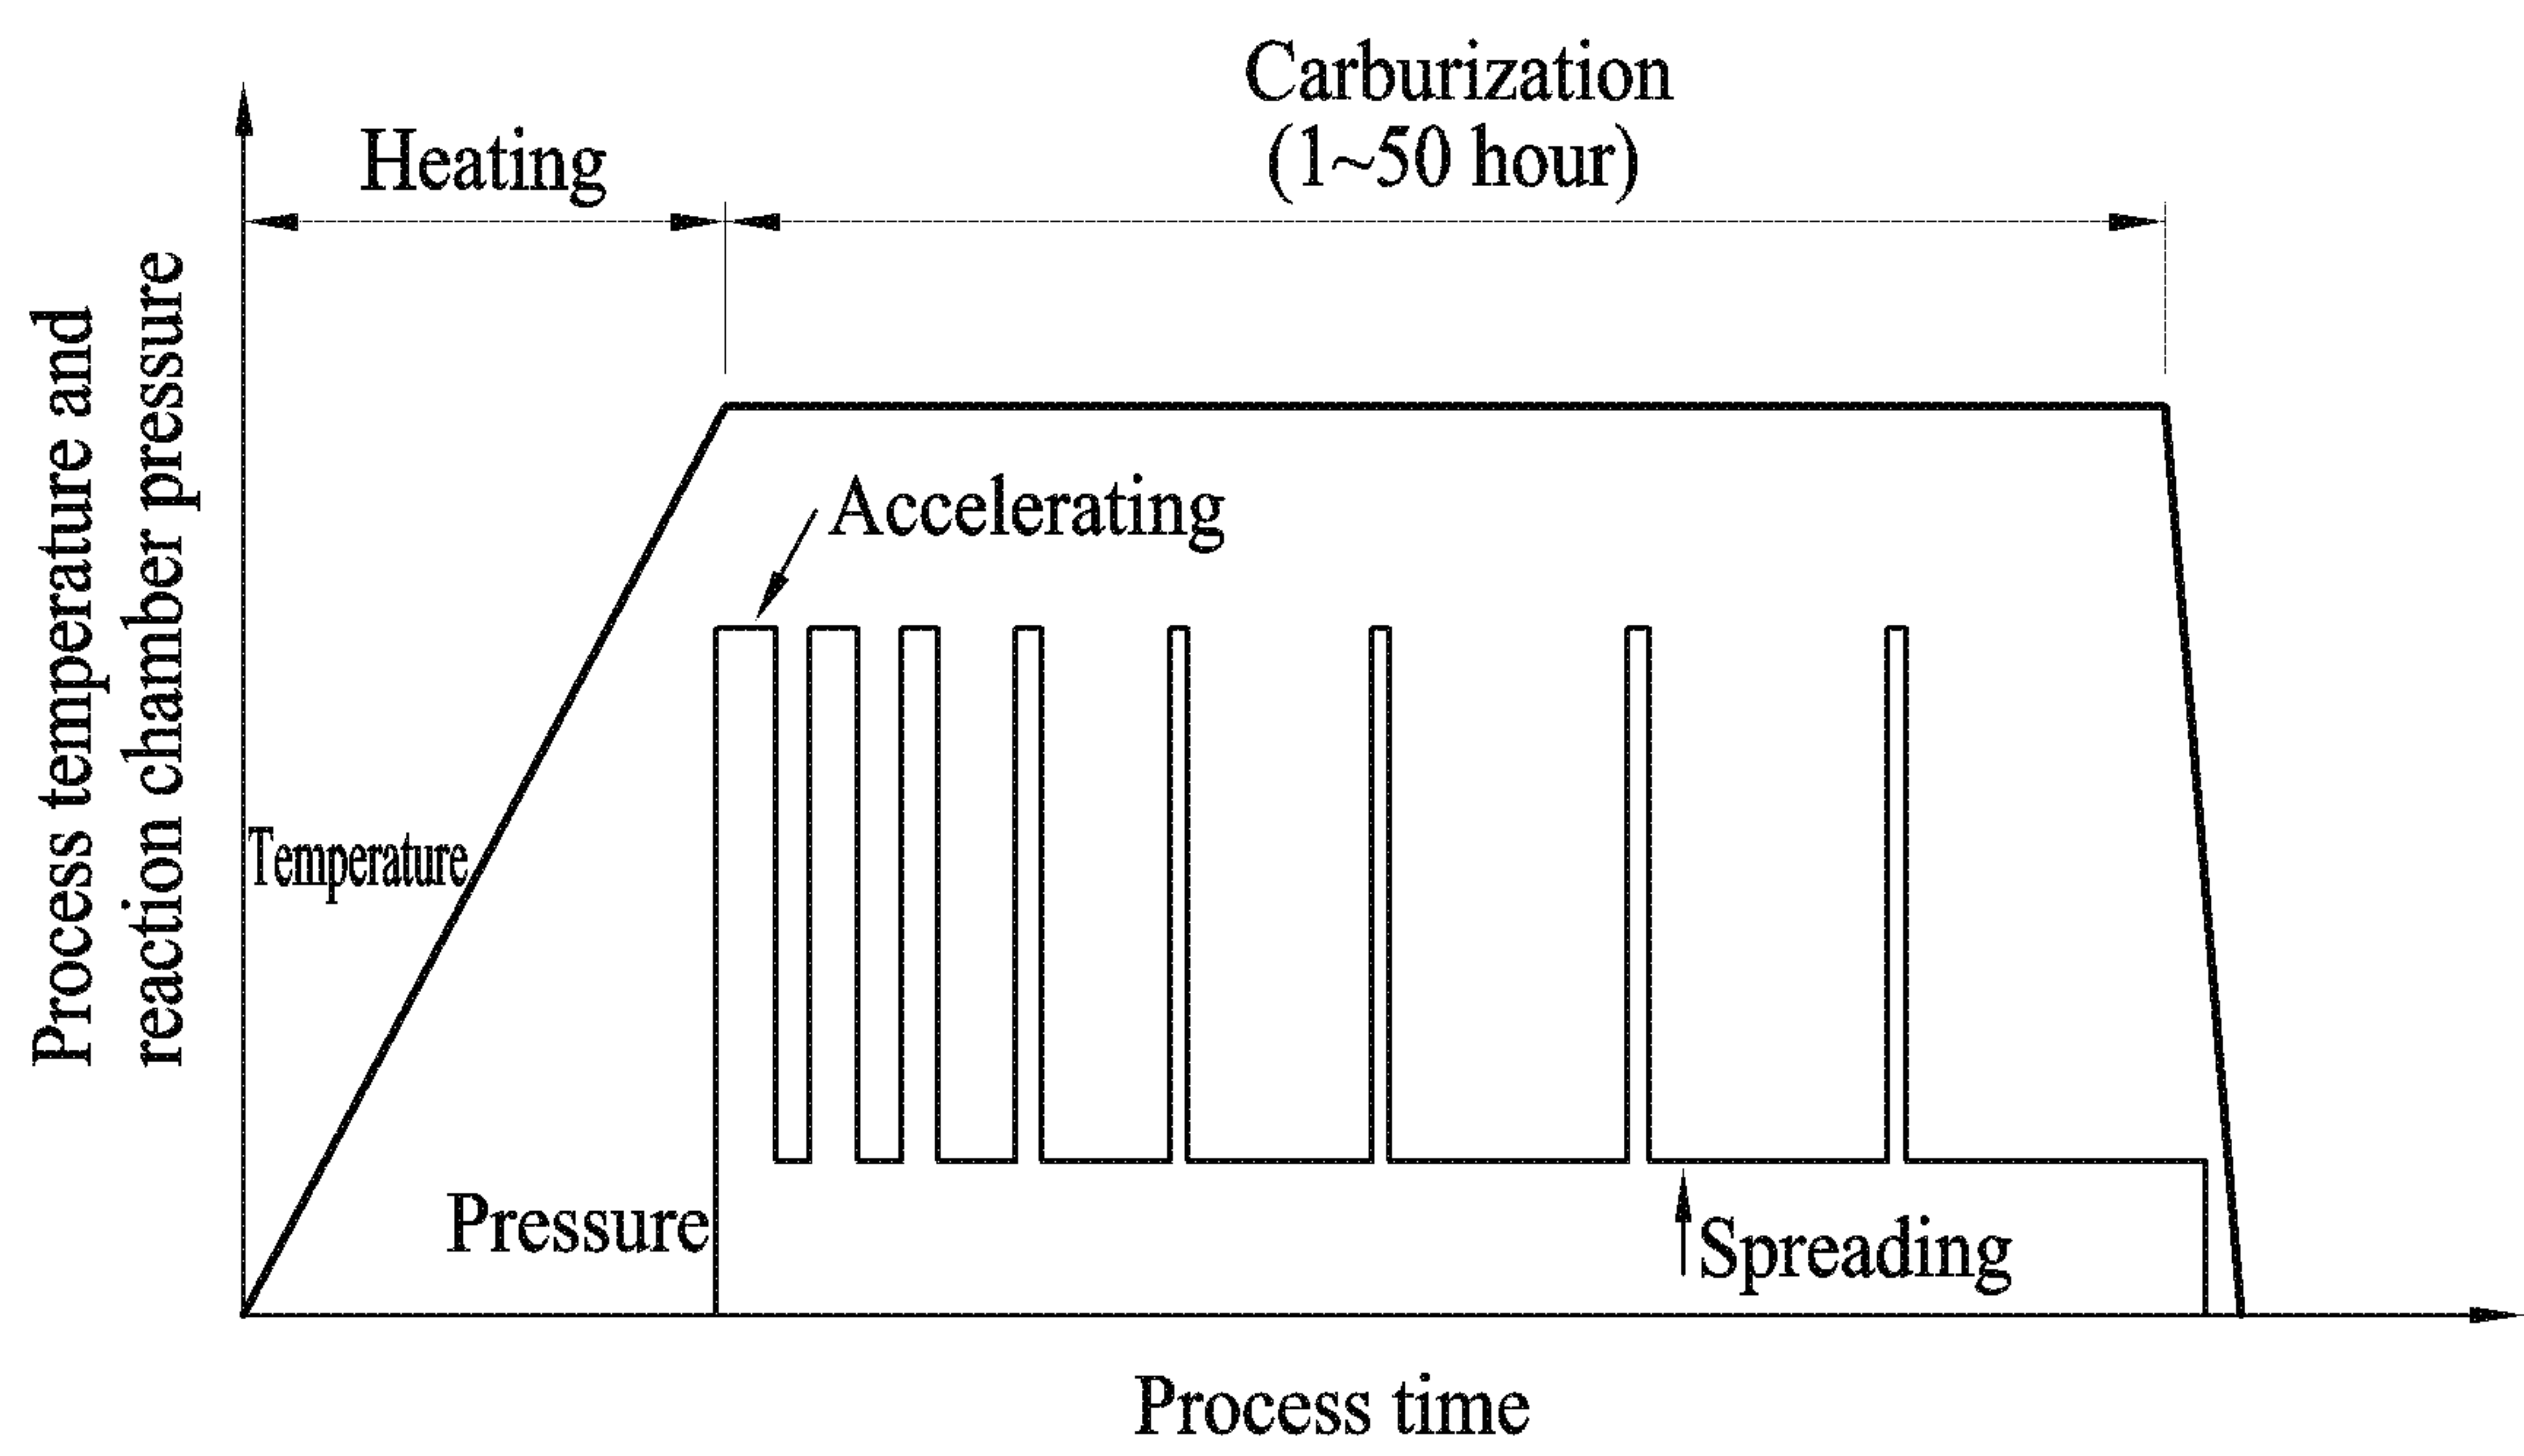 Carburization
(1~50 hour)
Heating
Process temperature and
reaction chamber pressure
Accelerating
Temperature
Pressure
Spreading
Process time